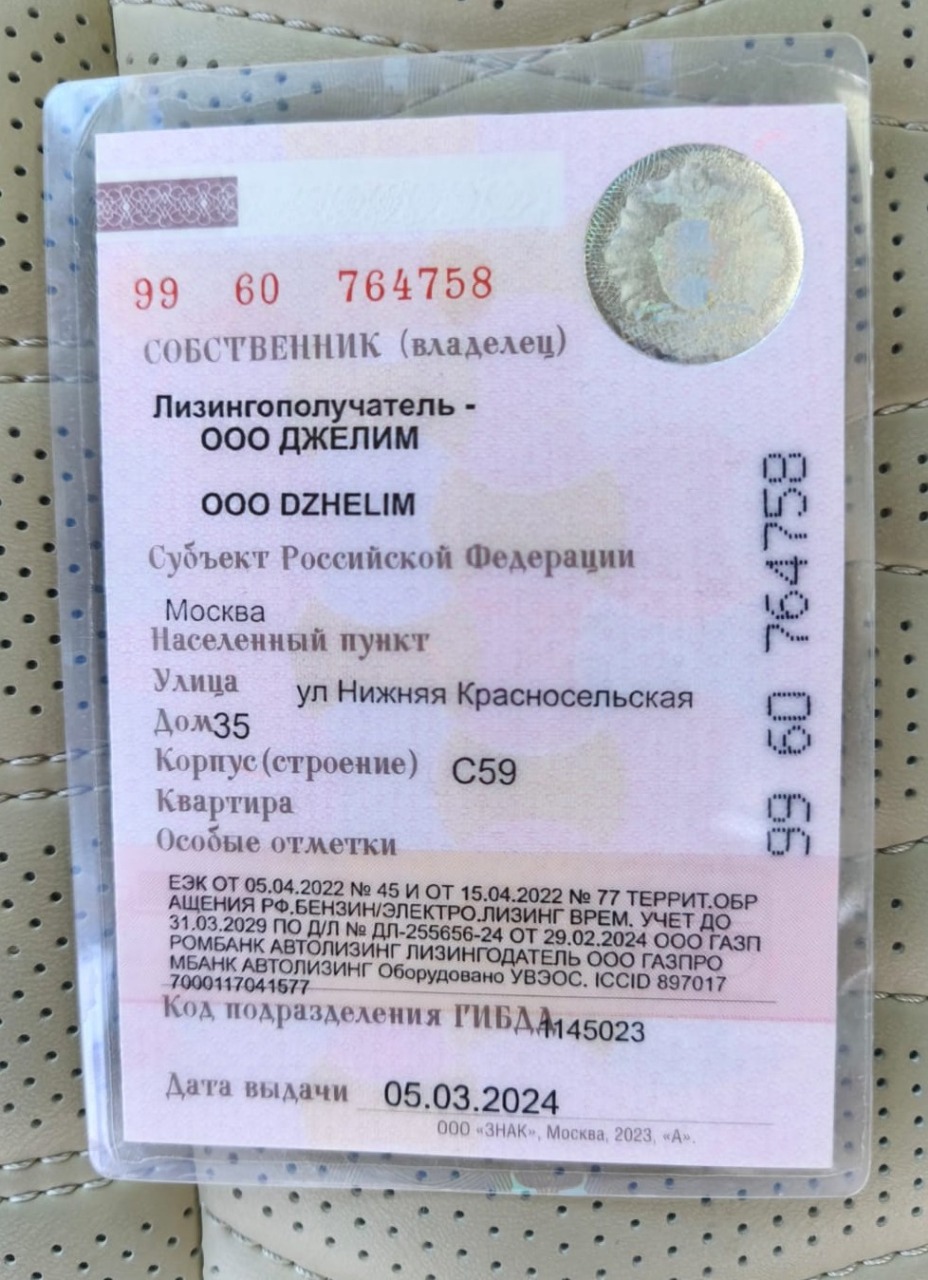 99 60 764758
СОБСТВЕННИК (владелец)
Лизингополучатель -
ООО ДЖЕЛИМ
ООО DZHELIM
Субъект Российской Федерации
Москва
Населенный пункт
Улица ул Нижняя Красносельская
Дом 35
Корпус (строение) С59
Квартира
Особые отметки
ЕЭК ОТ 05.04.2022 № 45 И ОТ 15.04.2022 № 77 ТЕРРИТ.ОБР
АЩЕНИЯ РФ.БЕНЗИН/ЭЛЕКТРО.ЛИЗИНГ ВРЕМ. УЧЕТ ДО
31.03.2029 ПО Д/Л № ДЛ-255656-24 ОТ 29.02.2024 ООО ГАЗП
РОМБАНК АВТОЛИЗИНГ ЛИЗИНГОДАТЕЛЬ ООО ГАЗПРО
МБАНК АВТОЛИЗИНГ Оборудовано УВЭОС. ICCID 897017
7000117041577
Код подразделения ГИБДД 1145023
Дата выдачи 05.03.2024
ООО «ЗНАК», Москва, 2023, «А».
99 60 764758